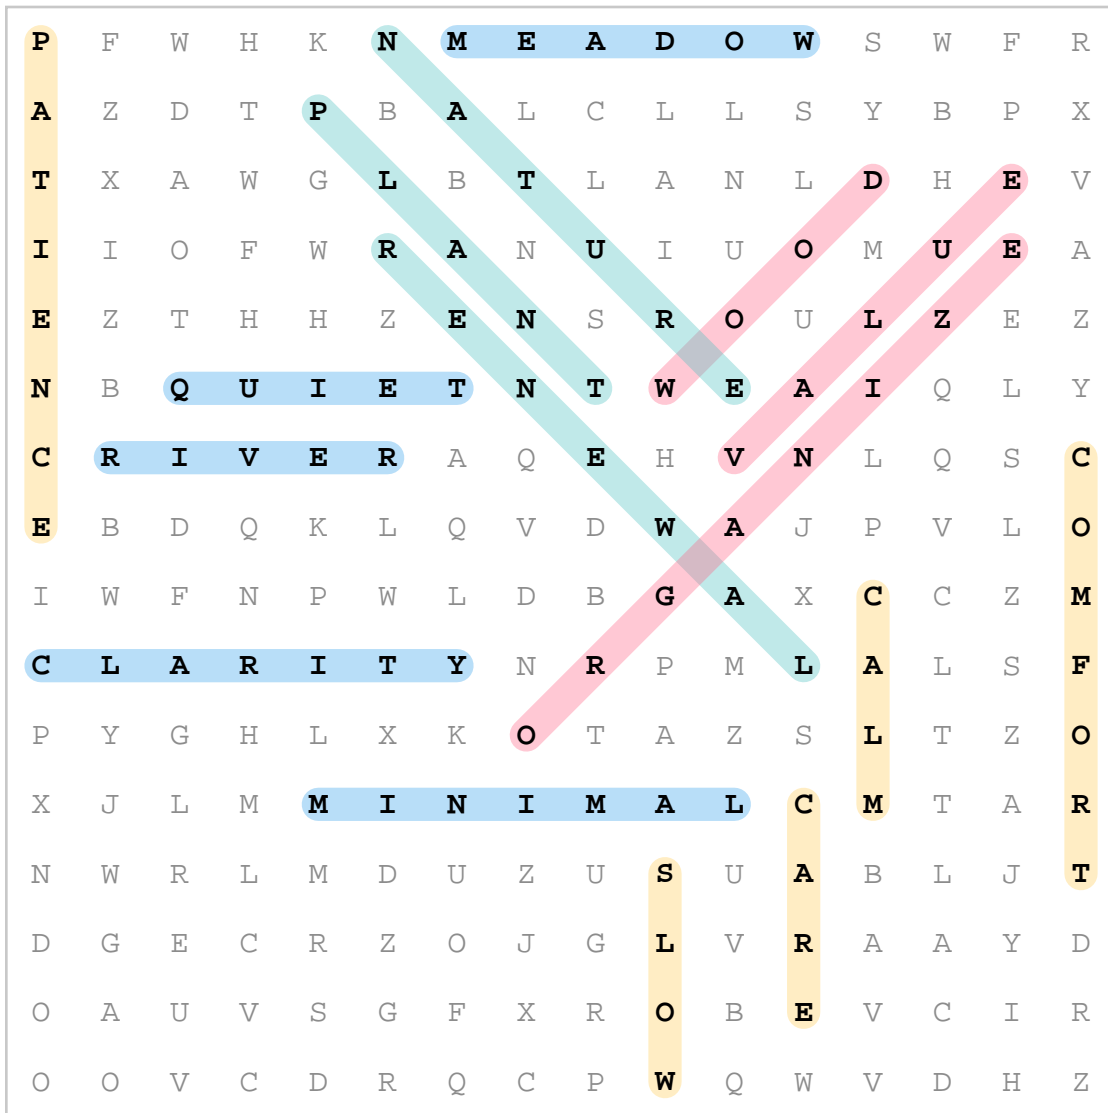 P F W H K N M E A D O W S W F R
A Z D T P B A L C L L S Y B P X
T X A W G L B T L A N L D H E V
I I O F W R A N U I U O M U E A
E Z T H H Z E N S R O U L Z E Z
N B Q U I E T N T W E A I Q L Y
C R I V E R A Q E H V N L Q S C
E B D Q K L Q V D W A J P V L O
I W F N P W L D B G A X C C Z M
C L A R I T Y N R P M L A L S F
P Y G H L X K O T A Z S L T Z O
X J L M M I N I M A L C M T A R
N W R L M D U Z U S U A B L J T
D G E C R Z O J G L V R A A Y D
O A U V S G F X R O B E V C I R
O O V C D R Q C P W Q W V D H Z